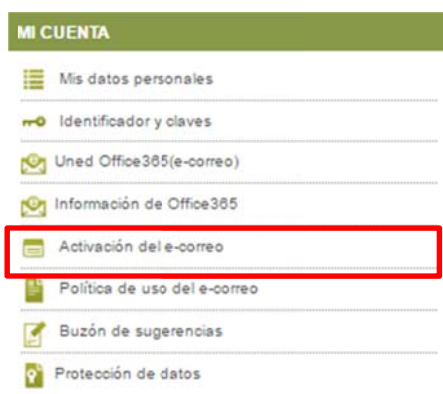 MI CUENTA
Mis datos personales
Identificador y claves
Uned Office365(e-correo)
Información de Office365
Activación del e-correo
Política de uso del e-correo
Buzón de sugerencias
Protección de datos